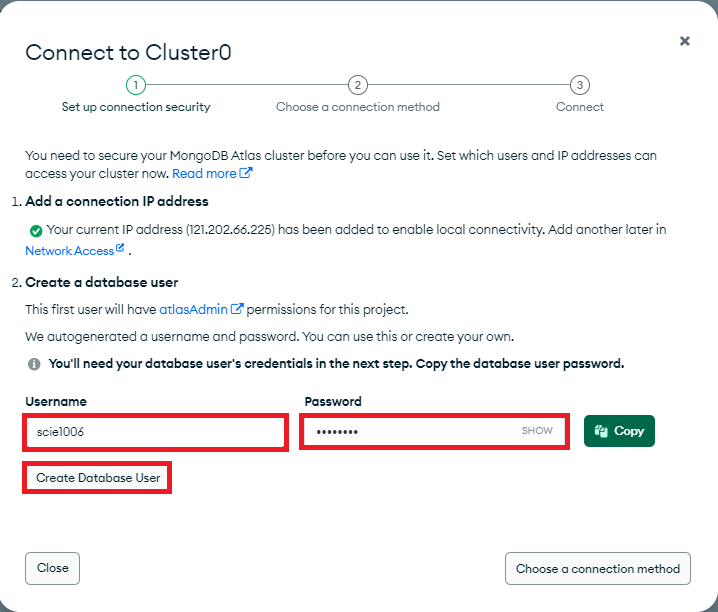 Connect to Cluster0
1
2
3
Set up connection security
Choose a connection method
Connect
You need to secure your MongoDB Atlas cluster before you can use it. Set which users and IP addresses can
access your cluster now. Read more
1. Add a connection IP address
Your current IP address (121.202.66.225) has been added to enable local connectivity. Add another later in
Network Access .
2. Create a database user
This first user will have atlasAdmin permissions for this project.
We autogenerated a username and password. You can use this or create your own.
You'll need your database user's credentials in the next step. Copy the database user password.
Username
Password
scie1006
•••••••• SHOW
Copy
Create Database User
Close
Choose a connection method